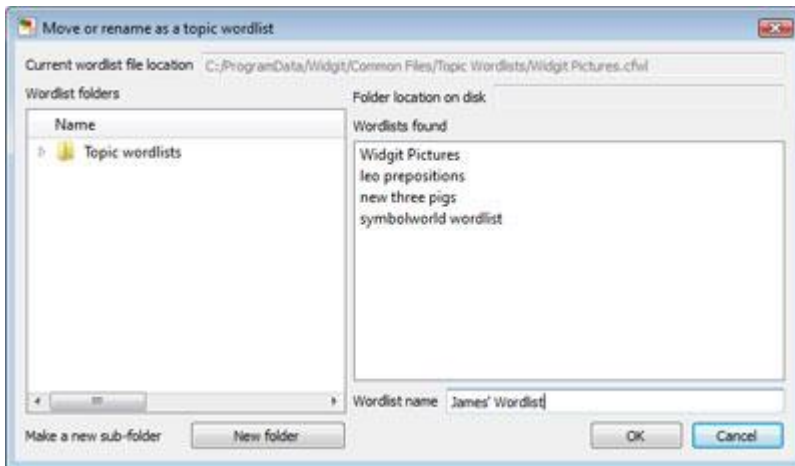 Move or rename as a topic wordlist
Current wordlist file location C:/ProgramData/Widgit/Common Files/Topic Wordlists/Widgit Pictures.cfwl
Wordlist folders
Folder location on disk
Name
Topic wordlists
Wordlists found
Widgit Pictures
leo prepositions
new three pigs
symbolworld wordlist
Wordlist name James' Wordlist
Make a new sub-folder New folder OK Cancel